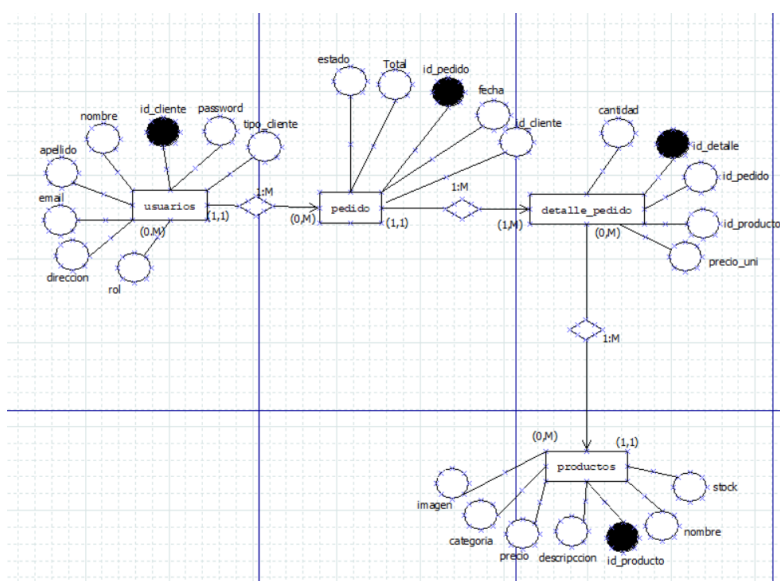 estado
Total
id_pedido
fecha
id_cliente
cantidad
id_detalle
id_pedido
id_producto
precio_uni
id_cliente
password
nombre
tipo_cliente
apellido
email
direccion
rol
usuarios
(0,M)
(1,1)
1:M
(0,M)
pedido
(1,1)
1:M
(1,M)
detalle_pedido
(0,M)
1:M
(0,M)
(1,1)
productos
imagen
categoria
precio
descripccion
id_producto
nombre
stock